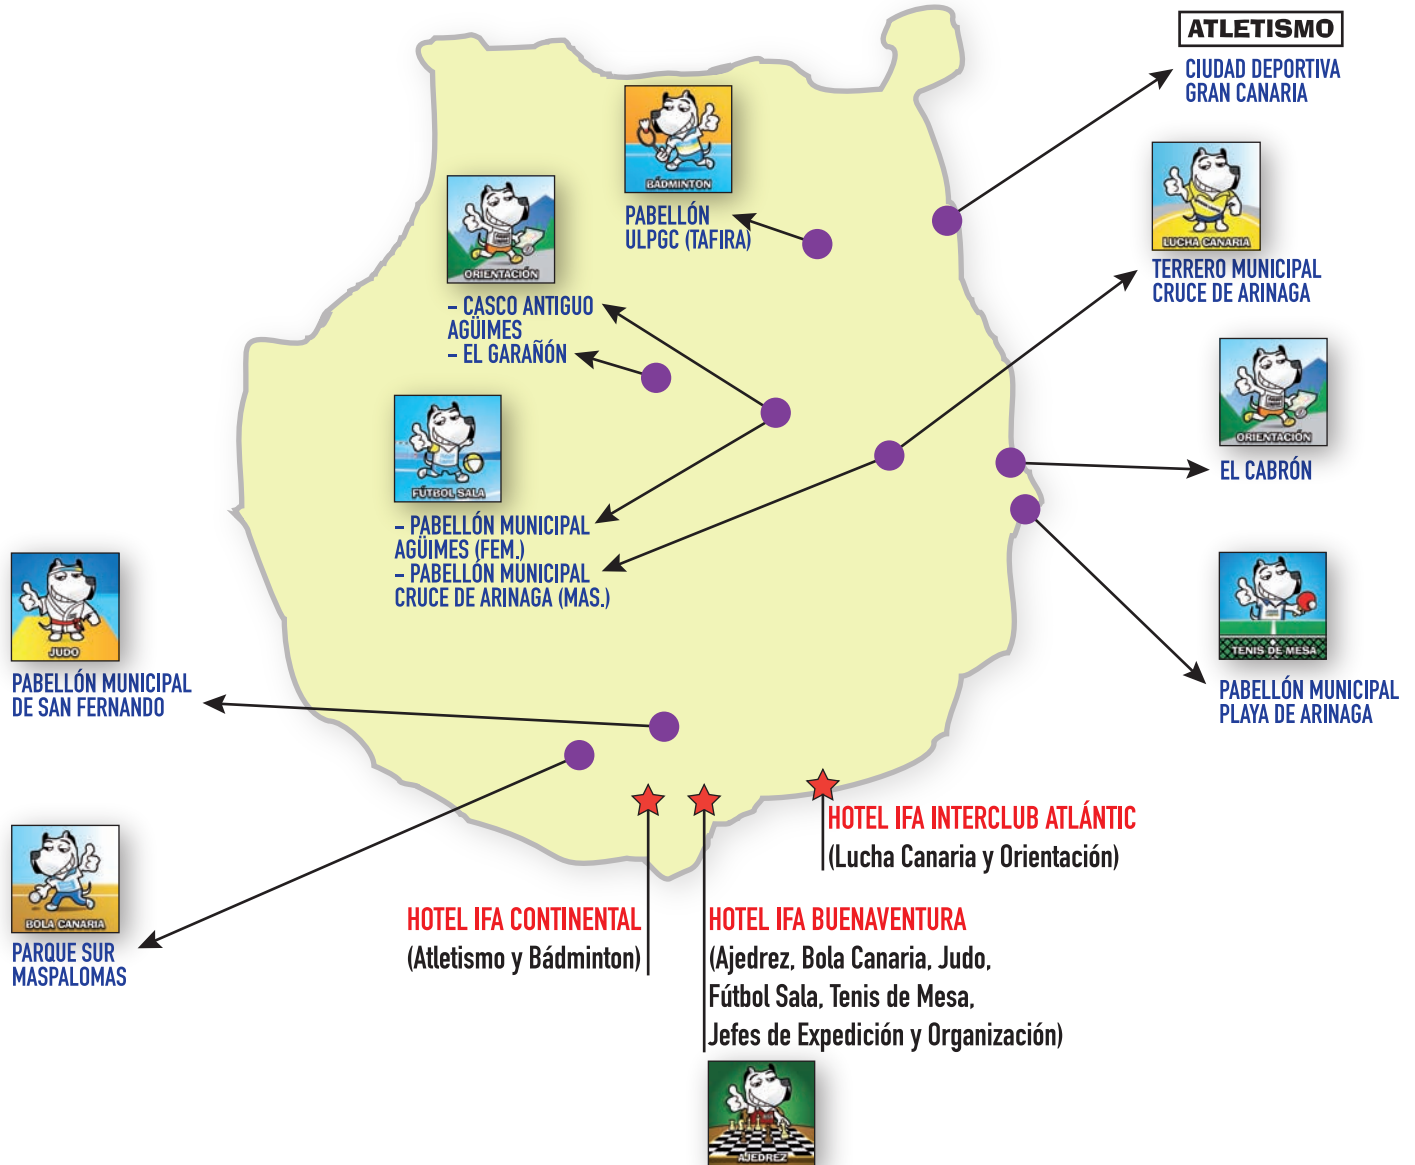 ATLETISMO
CIUDAD DEPORTIVA
GRAN CANARIA
BÁDMINTON
PABELLÓN
ULPGC (TAFIRA)
LUCHA CANARIA
TERRERO MUNICIPAL
CRUCE DE ARINAGA
ORIENTACIÓN
– CASCO ANTIGUO
AGÜIMES
– EL GARAÑÓN
ORIENTACIÓN
EL CABRÓN
FÚTBOL SALA
– PABELLÓN MUNICIPAL
AGÜIMES (FEM.)
– PABELLÓN MUNICIPAL
CRUCE DE ARINAGA (MAS.)
JUDO
PABELLÓN MUNICIPAL
DE SAN FERNANDO
TENIS DE MESA
PABELLÓN MUNICIPAL
PLAYA DE ARINAGA
BOLA CANARIA
PARQUE SUR
MASPALOMAS
HOTEL IFA INTERCLUB ATLÁNTIC
(Lucha Canaria y Orientación)
HOTEL IFA CONTINENTAL
(Atletismo y Bádminton)
HOTEL IFA BUENAVENTURA
(Ajedrez, Bola Canaria, Judo,
Fútbol Sala, Tenis de Mesa,
Jefes de Expedición y Organización)
AJEDREZ